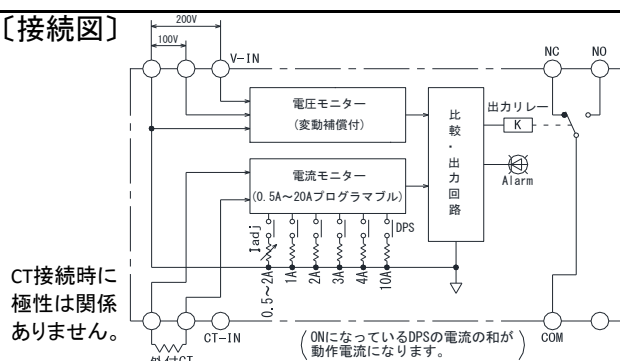 〔接続図〕
200V
100V
V-IN
NC
NO
電圧モニター
(変動補償付)
比較・出力回路
出力リレー
K
Alarm
電流モニター
(0.5A～20Aプログラマブル)
DPS
Iadj
0.5～2A
1A
2A
3A
4A
10A
CT接続時に
極性は関係
ありません。
CT-IN
外付CT
ONになっているDPSの電流の和が
動作電流になります。
COM